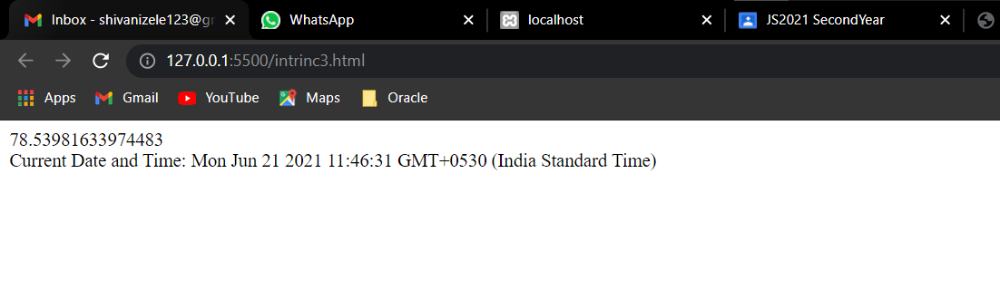 Inbox - shivanizele123@gr
WhatsApp
localhost
JS2021 SecondYear
127.0.0.1:5500/intrinc3.html
Apps
Gmail
YouTube
Maps
Oracle
78.53981633974483
Current Date and Time: Mon Jun 21 2021 11:46:31 GMT+0530 (India Standard Time)